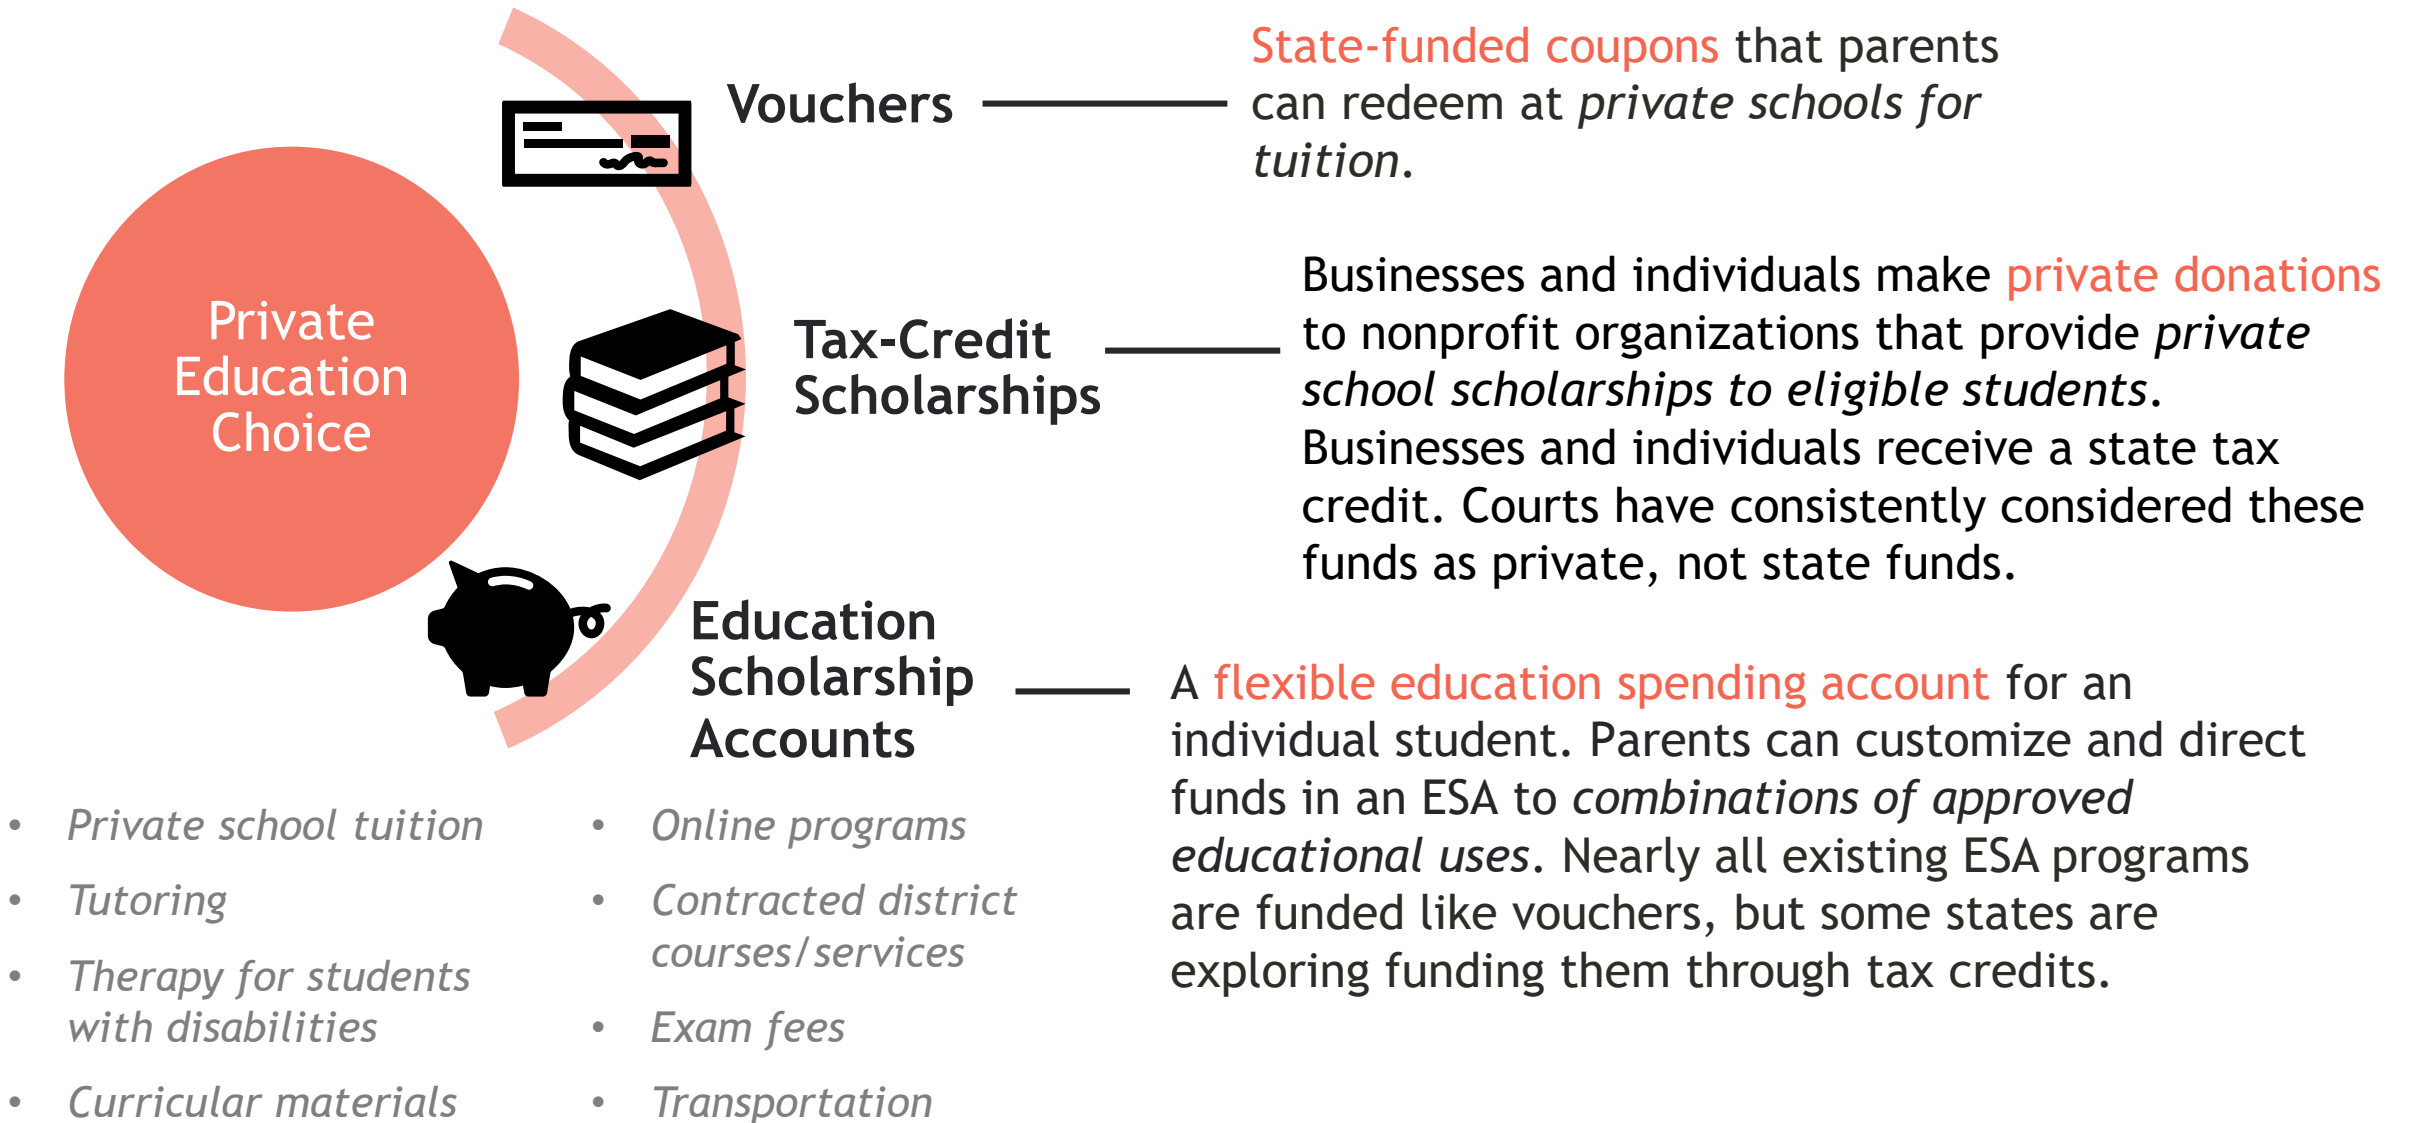 Private
Education
Choice
Vouchers
State-funded coupons that parents
can redeem at private schools for
tuition.
Tax-Credit
Scholarships
Businesses and individuals make private donations
to nonprofit organizations that provide private
school scholarships to eligible students.
Businesses and individuals receive a state tax
credit. Courts have consistently considered these
funds as private, not state funds.
Education
Scholarship
Accounts
A flexible education spending account for an
individual student. Parents can customize and direct
funds in an ESA to combinations of approved
educational uses. Nearly all existing ESA programs
are funded like vouchers, but some states are
exploring funding them through tax credits.
• Private school tuition
• Tutoring
• Therapy for students
with disabilities
• Curricular materials
• Online programs
• Contracted district
courses/services
• Exam fees
• Transportation